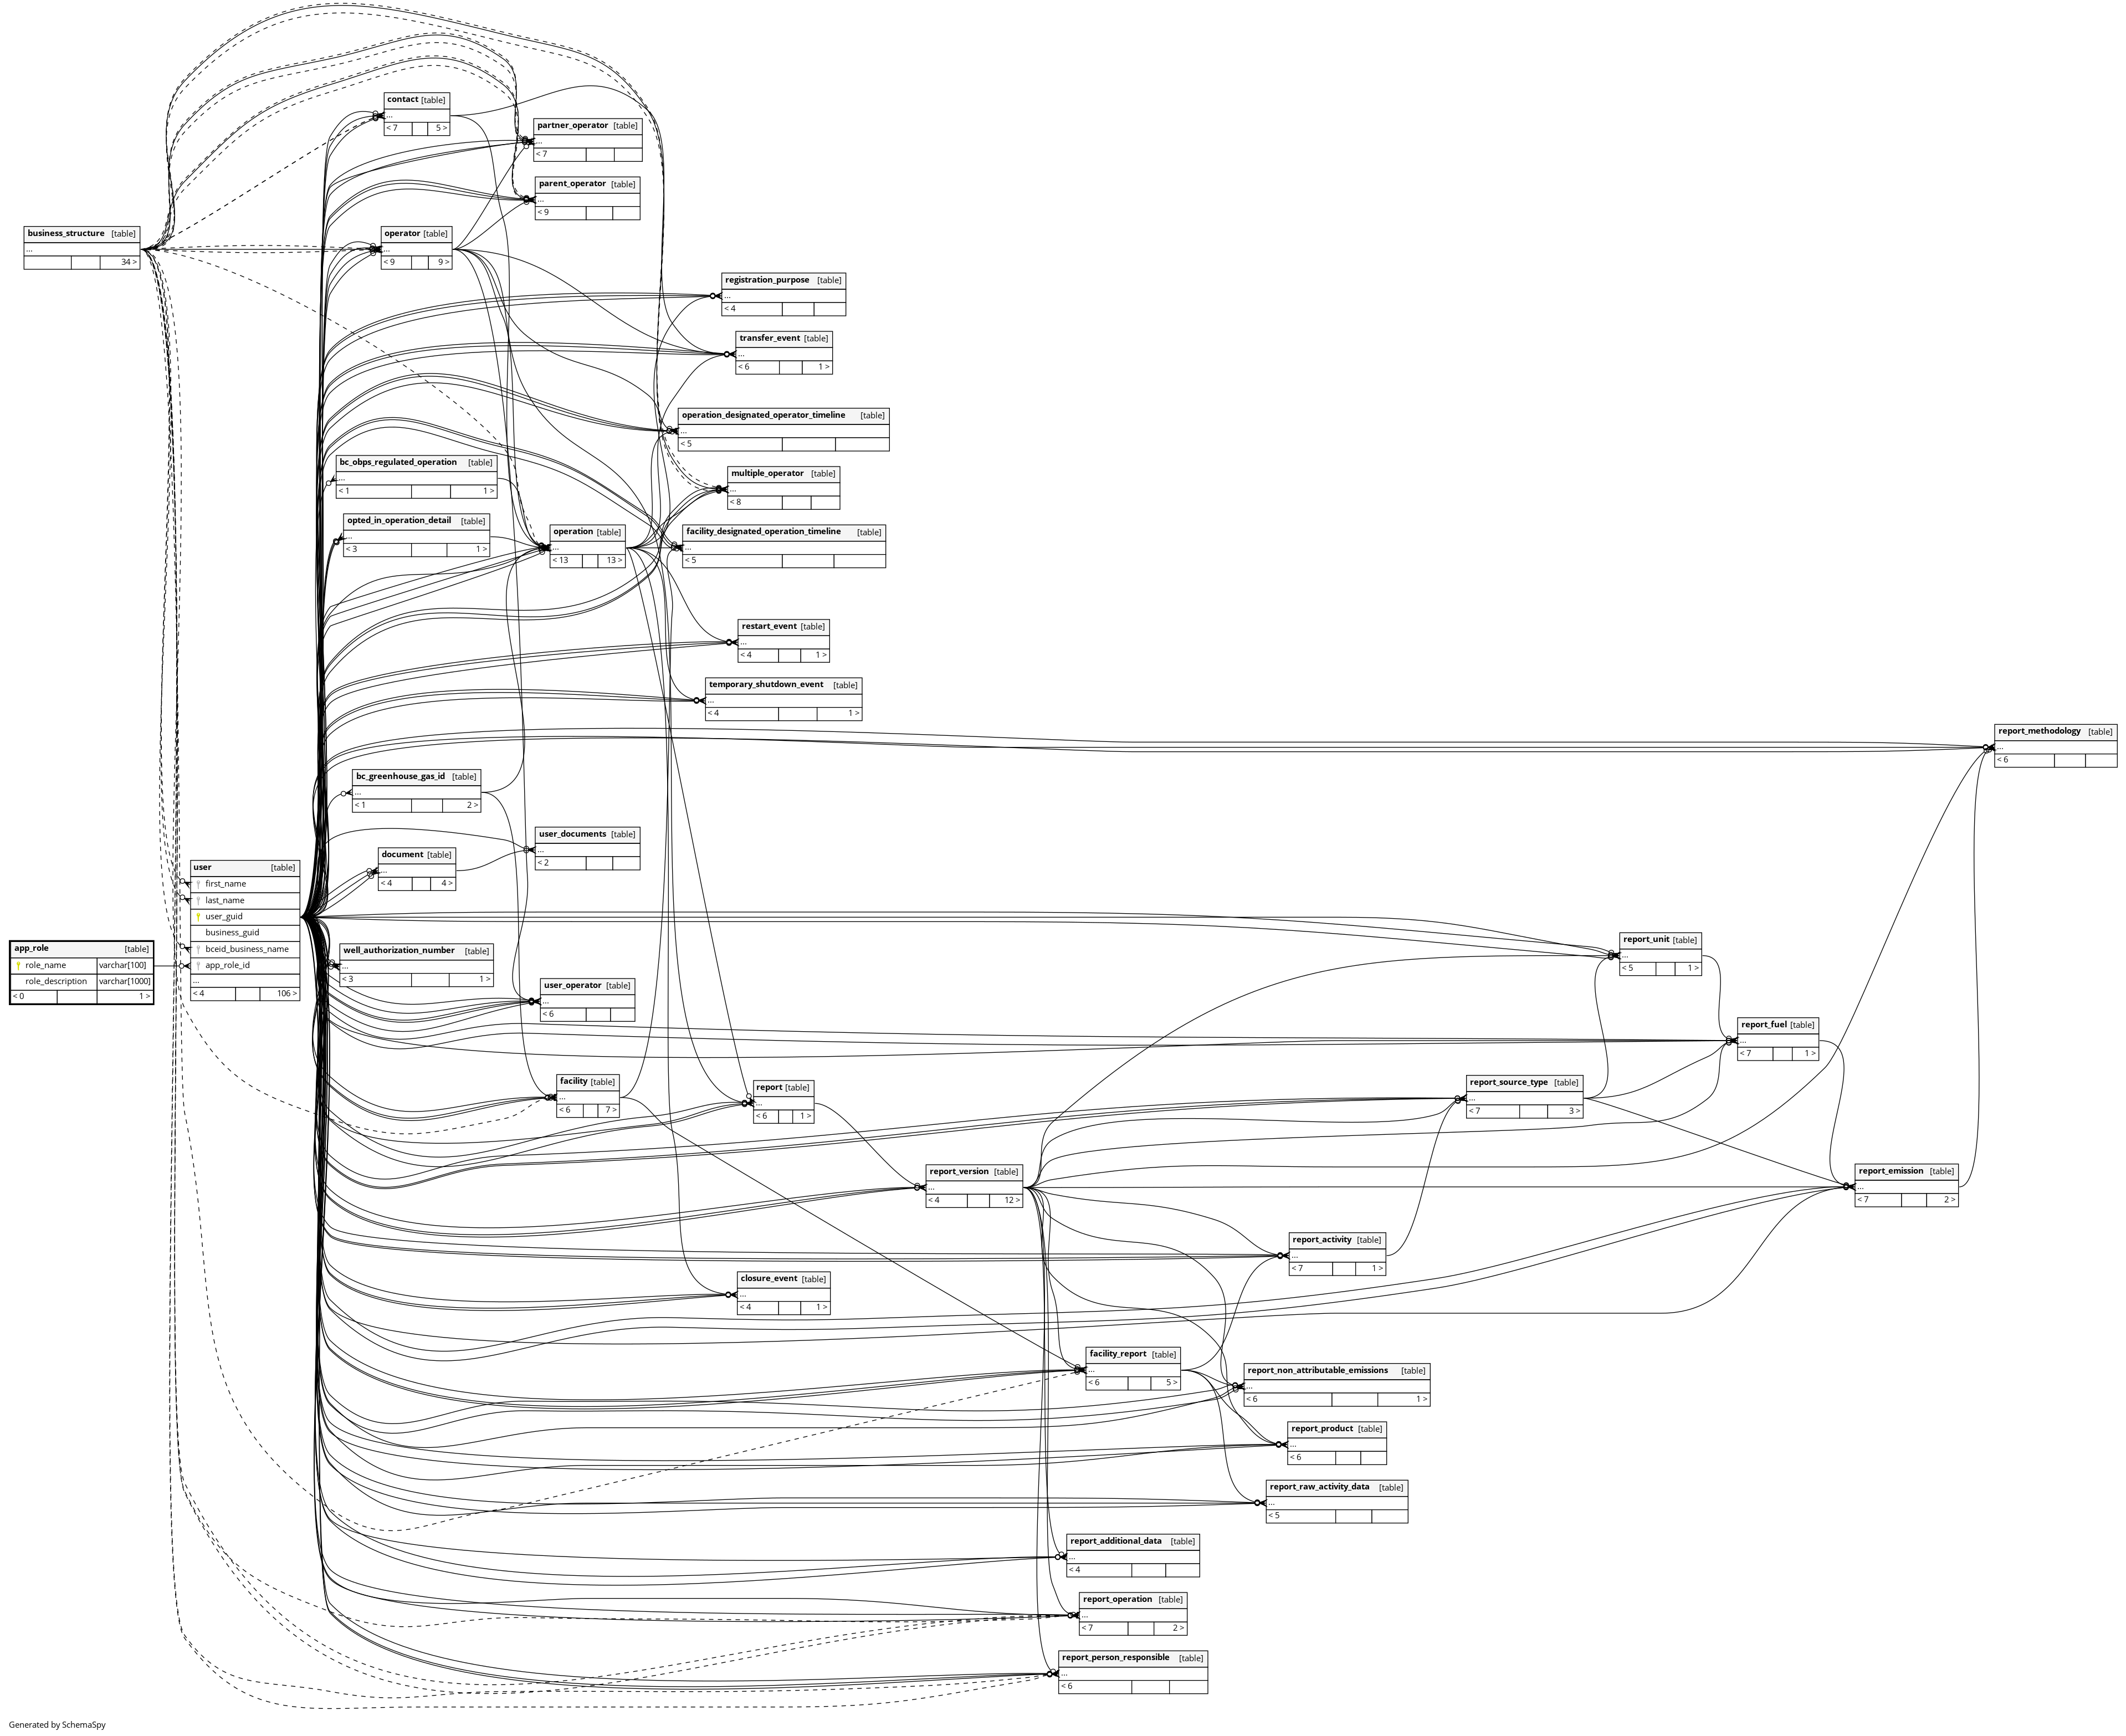 contact [table]
...
< 7 5 >
partner_operator [table]
...
< 7
parent_operator [table]
...
< 9
business_structure [table]
...
34 >
operator [table]
...
< 9 9 >
registration_purpose [table]
...
< 4
transfer_event [table]
...
< 6 1 >
operation_designated_operator_timeline [table]
...
< 5
bc_obps_regulated_operation [table]
...
< 1 1 >
multiple_operator [table]
...
< 8
opted_in_operation_detail [table]
...
< 3 1 >
operation [table]
...
< 13 13 >
facility_designated_operation_timeline [table]
...
< 5
restart_event [table]
...
< 4 1 >
temporary_shutdown_event [table]
...
< 4 1 >
report_methodology [table]
...
< 6
bc_greenhouse_gas_id [table]
...
< 1 2 >
user_documents [table]
...
< 2
document [table]
...
< 4 4 >
user [table]
first_name
last_name
user_guid
business_guid
bceid_business_name
app_role_id
...
< 4 106 >
app_role [table]
role_name varchar[100]
role_description varchar[1000]
< 0 1 >
well_authorization_number [table]
...
< 3 1 >
report_unit [table]
...
< 5 1 >
user_operator [table]
...
< 6
report_fuel [table]
...
< 7 1 >
facility [table]
...
< 6 7 >
report [table]
...
< 6 1 >
report_source_type [table]
...
< 7 3 >
report_version [table]
...
< 4 12 >
report_emission [table]
...
< 7 2 >
report_activity [table]
...
< 7 1 >
closure_event [table]
...
< 4 1 >
facility_report [table]
...
< 6 5 >
report_non_attributable_emissions [table]
...
< 6 1 >
report_product [table]
...
< 6
report_raw_activity_data [table]
...
< 5
report_additional_data [table]
...
< 4
report_operation [table]
...
< 7 2 >
report_person_responsible [table]
...
< 6
Generated by SchemaSpy